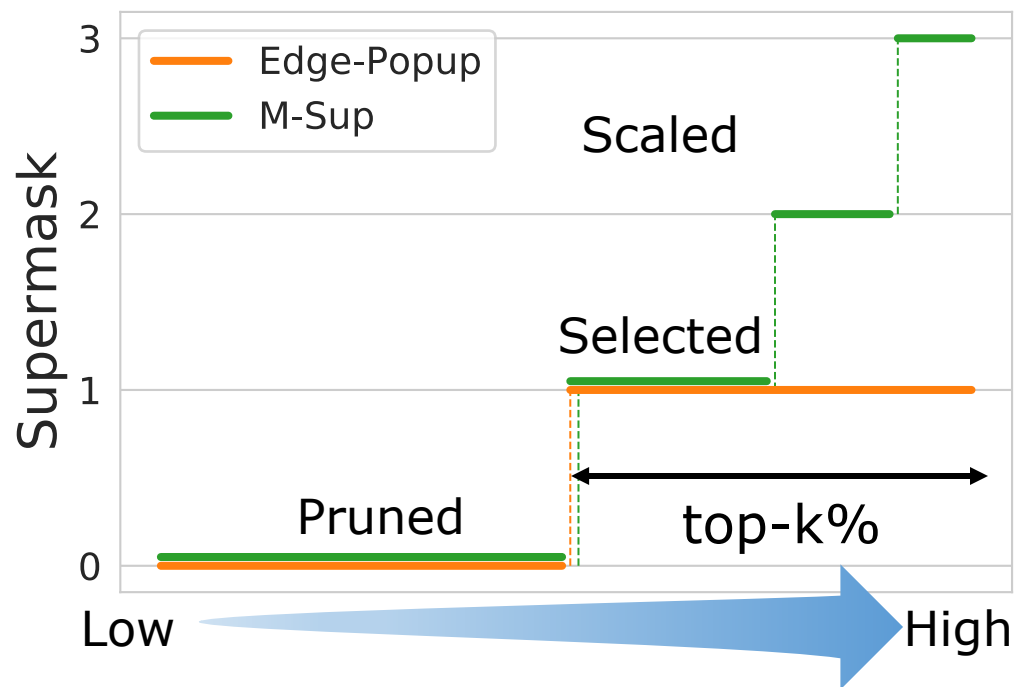 3
Edge-Popup
M-Sup
Scaled
2
Supermask
Selected
1
Pruned
top-k%
0
Low
High